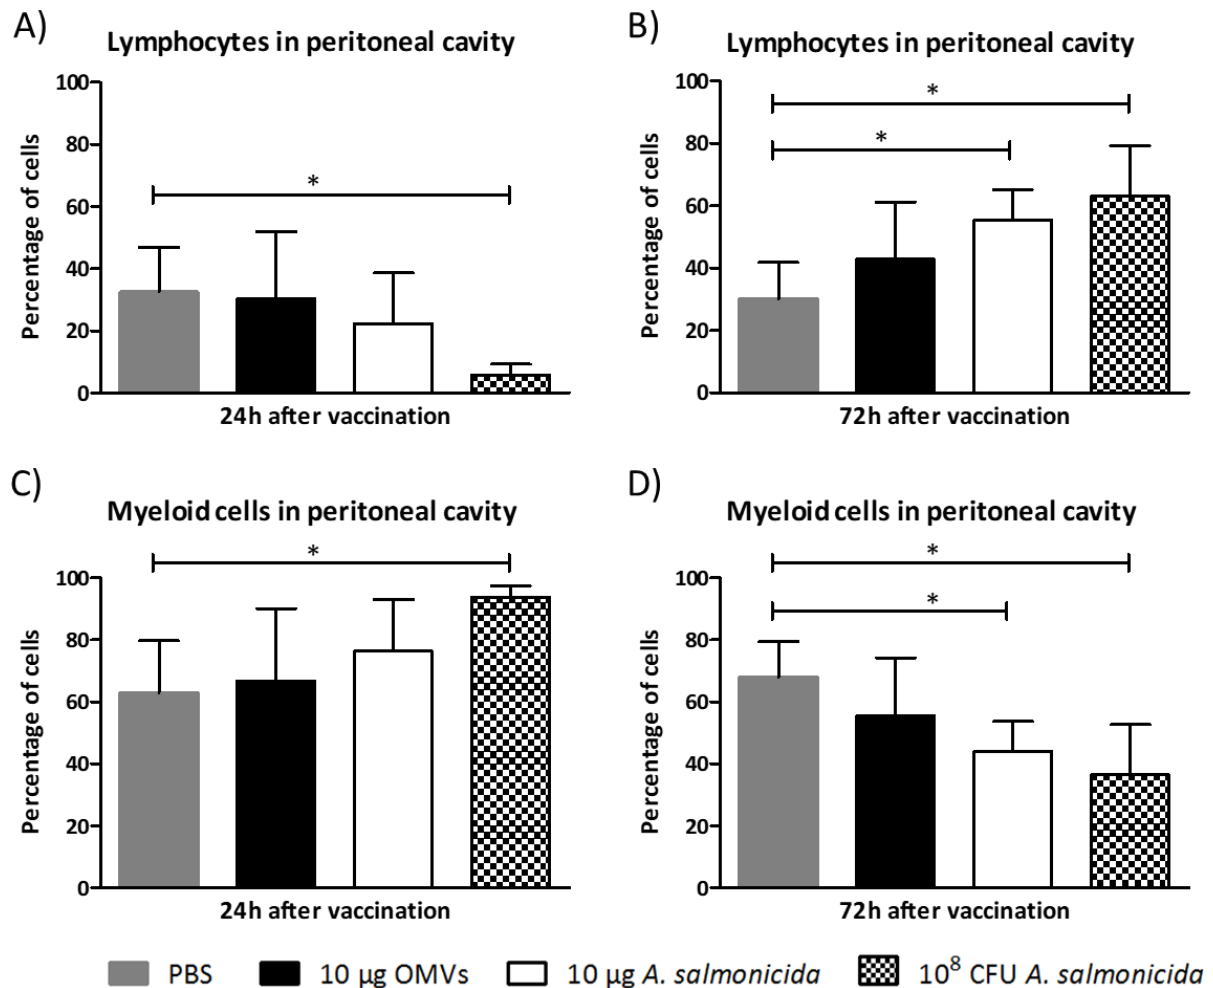 A)
Lymphocytes in peritoneal cavity
Percentage of cells
100
80
60
40
20
0
*
24h after vaccination
B)
Lymphocytes in peritoneal cavity
Percentage of cells
100
80
60
40
20
0
*
*
72h after vaccination
C)
Myeloid cells in peritoneal cavity
Percentage of cells
100
80
60
40
20
0
*
24h after vaccination
D)
Myeloid cells in peritoneal cavity
Percentage of cells
100
80
60
40
20
0
*
*
72h after vaccination
PBS
10 µg OMVs
10 µg A. salmonicida
10⁸ CFU A. salmonicida